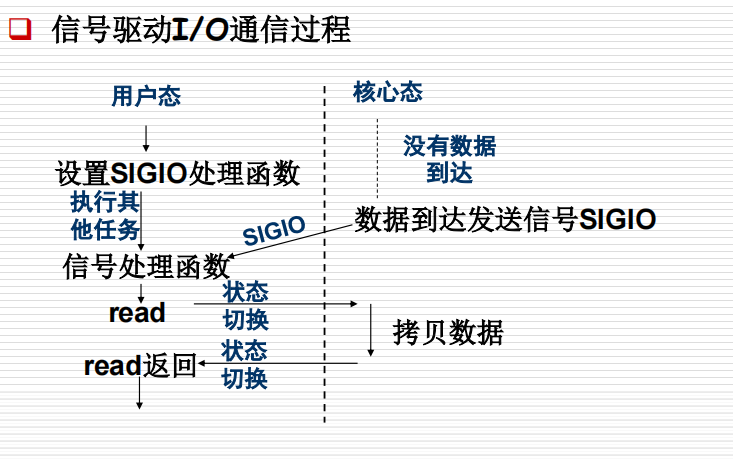 信号驱动I/O通信过程
用户态
核心态
没有数据
到达
设置SIGIO处理函数
执行其
他任务
SIGIO
数据到达发送信号SIGIO
信号处理函数
状态
切换
read
拷贝数据
状态
切换
read返回